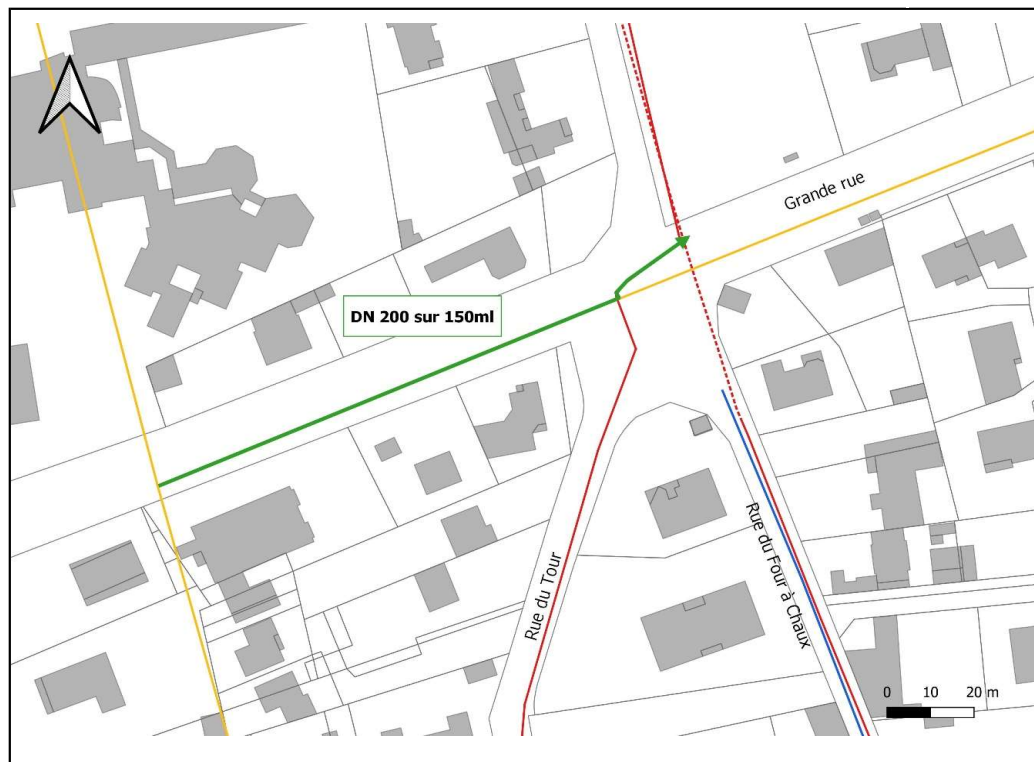 Grande rue
DN 200 sur 150ml
Rue du Tour
Rue du Four à Chaux
0 10 20 m